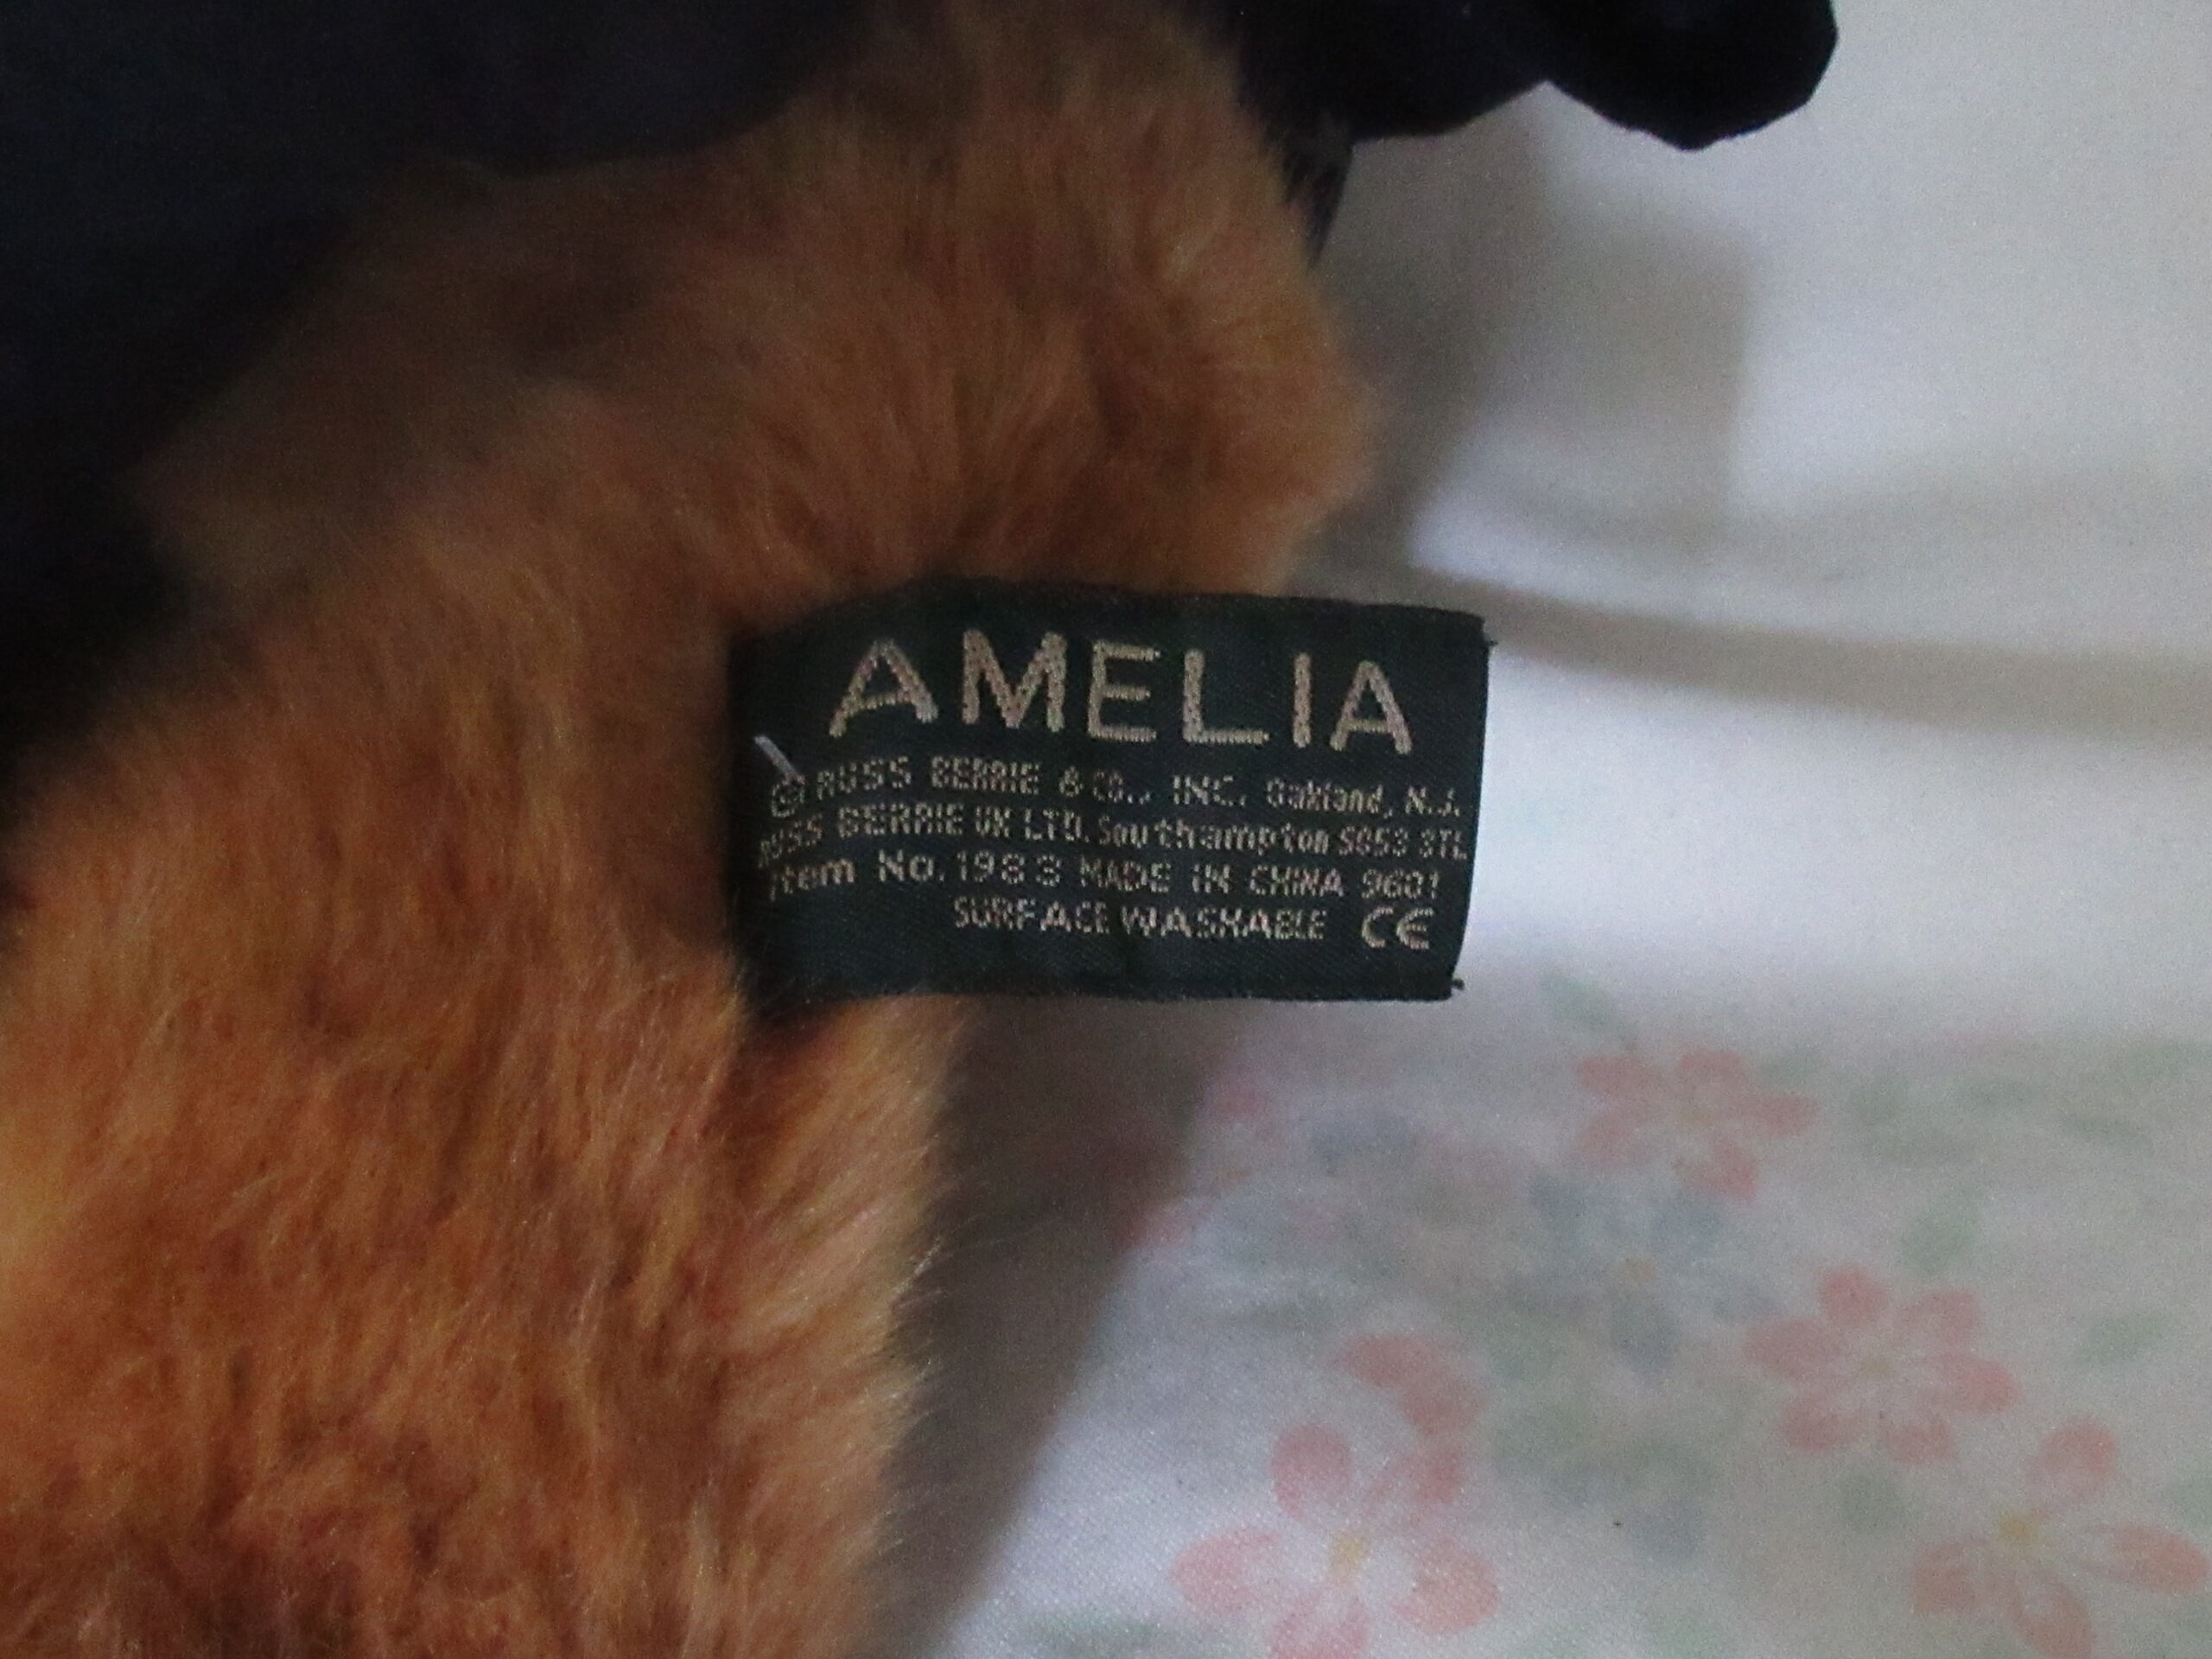 AMELIA
© RUSS BERRIE & CO., INC. Oakland, N.J.
RUSS BERRIE UK LTD. Southampton SO53 3TL
Item No. 1983 MADE IN CHINA 9601
SURFACE WASHABLE CE